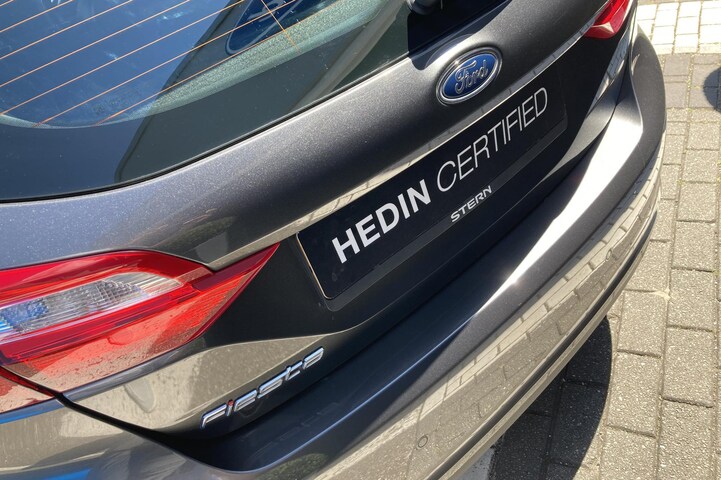 Ford
HEDIN CERTIFIED
STERN
Fiesta